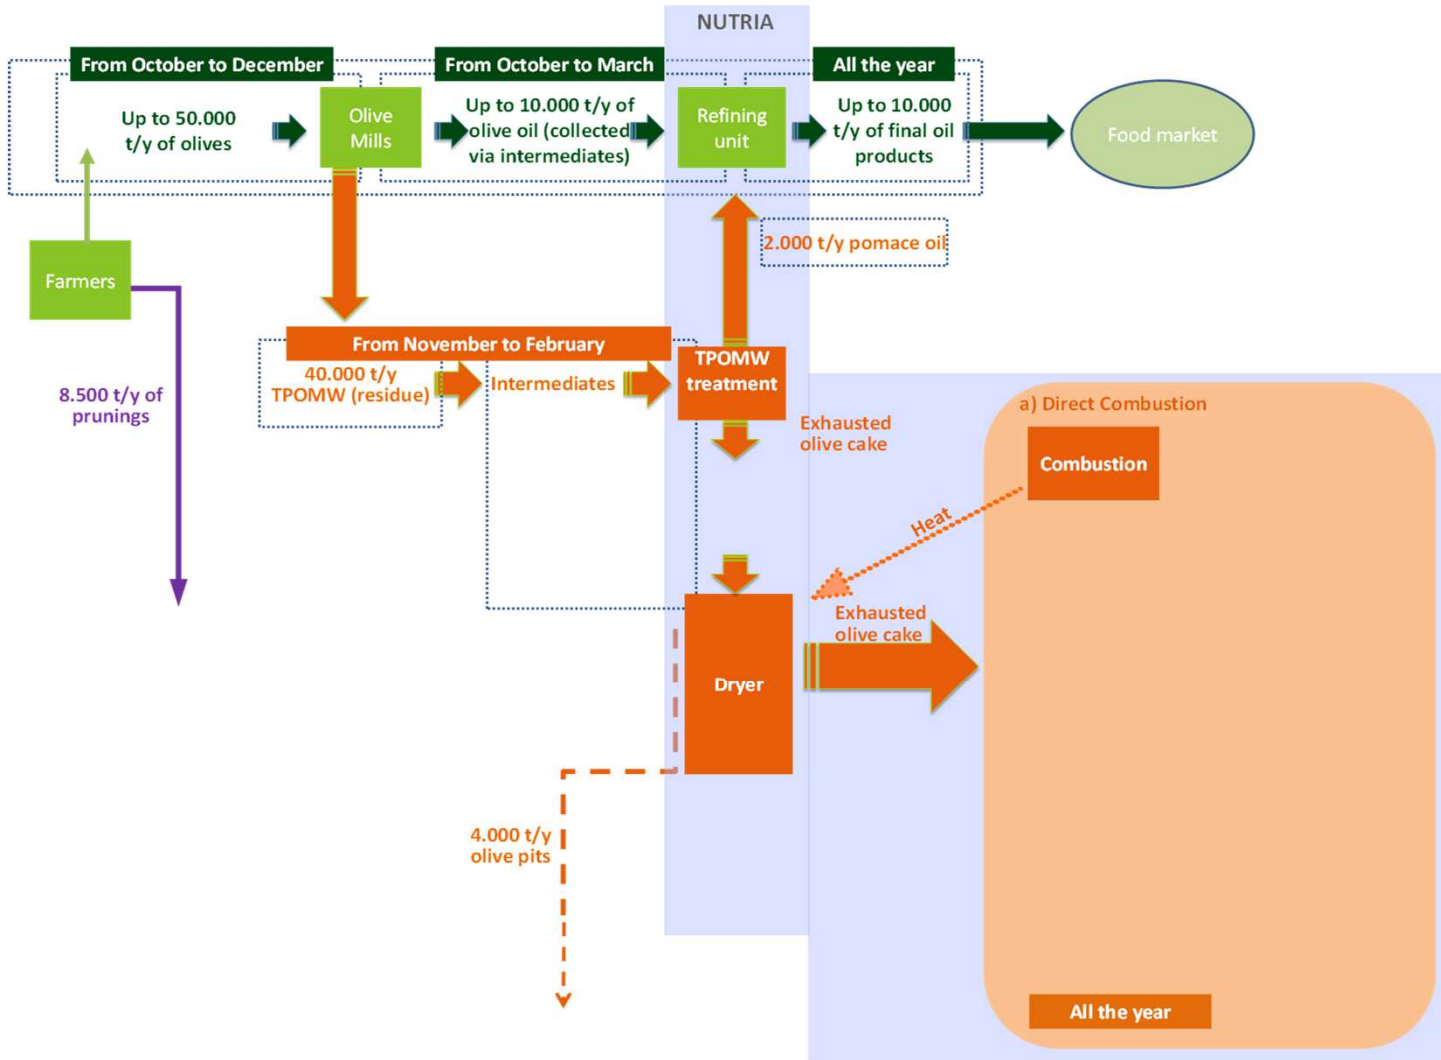 NUTRIA
From October to December
From October to March
All the year
Up to 50.000
t/y of olives
Olive
Mills
Up to 10.000 t/y of
olive oil (collected
via intermediates)
Refining
unit
Up to 10.000
t/y of final oil
products
Food market
2.000 t/y pomace oil
Farmers
From November to February
40.000 t/y
TPOMW (residue)
Intermediates
TPOMW
treatment
8.500 t/y of
prunings
Exhausted
olive cake
a) Direct Combustion
Combustion
Heat
Exhausted
olive cake
Dryer
4.000 t/y
olive pits
All the year